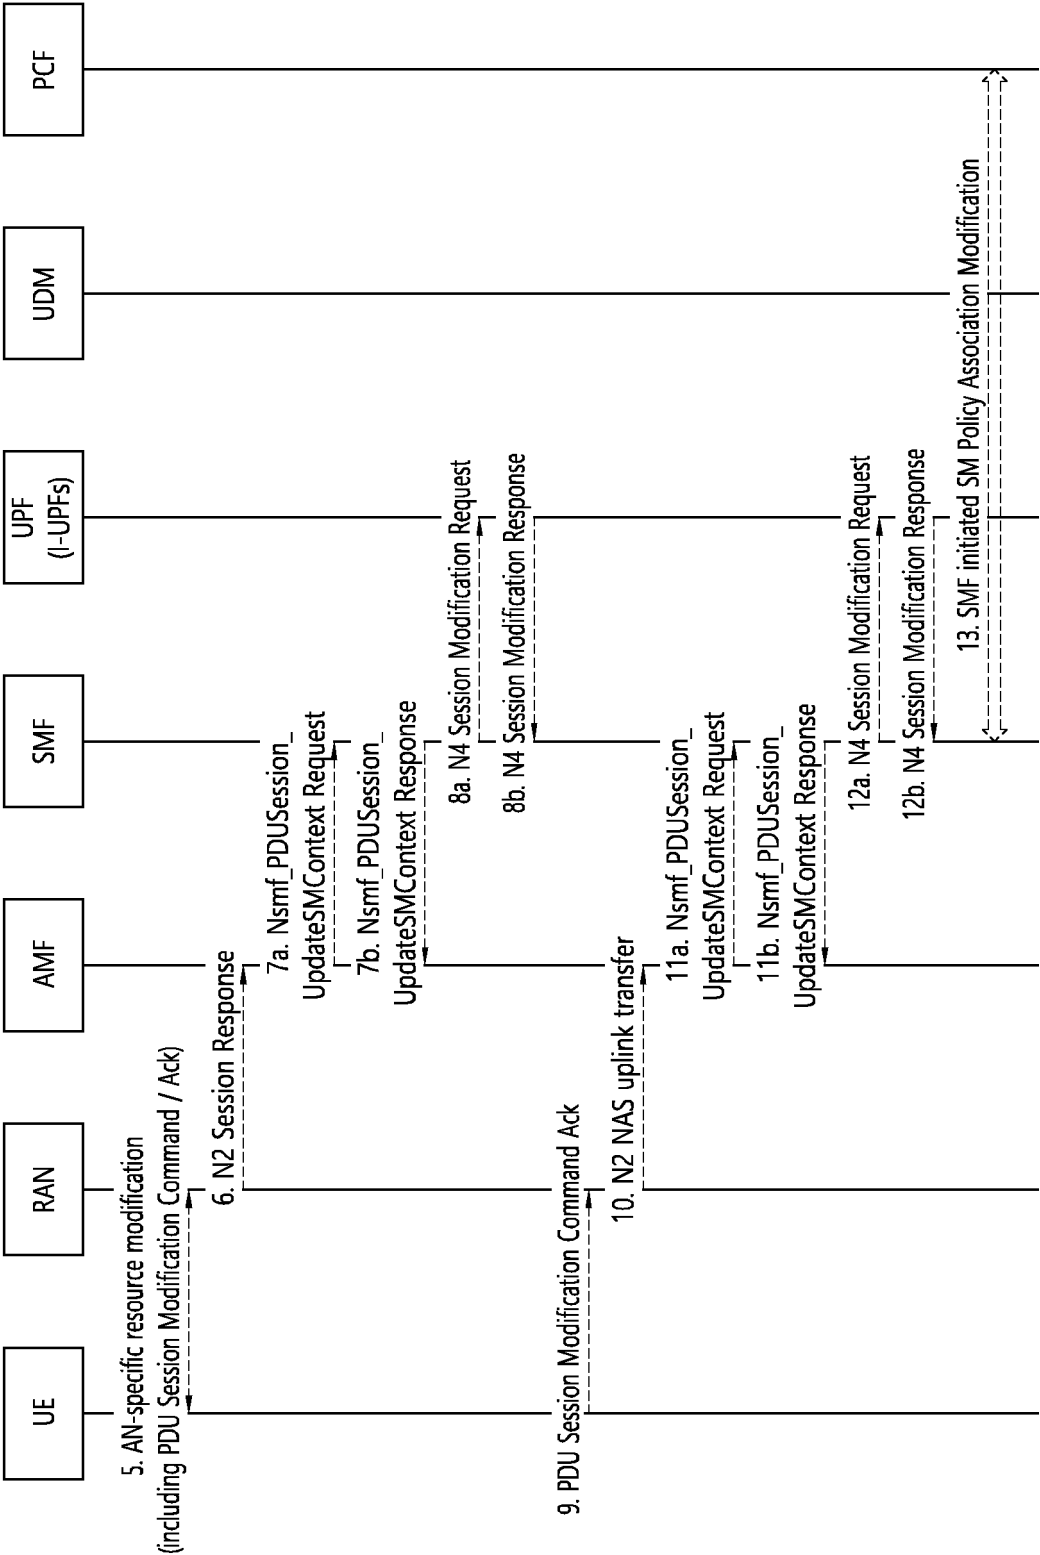 UE
RAN
AMF
SMF
UPF
(I-UPFs)
UDM
PCF
5. AN-specific resource modification
(including PDU Session Modification Command / Ack)
6. N2 Session Response
7a. Nsmf_PDUSession_
UpdateSMContext Request
7b. Nsmf_PDUSession_
UpdateSMContext Response
8a. N4 Session Modification Request
8b. N4 Session Modification Response
9. PDU Session Modification Command Ack
10. N2 NAS uplink transfer
11a. Nsmf_PDUSession_
UpdateSMContext Request
11b. Nsmf_PDUSession_
UpdateSMContext Response
12a. N4 Session Modification Request
12b. N4 Session Modification Response
13. SMF initiated SM Policy Association Modification